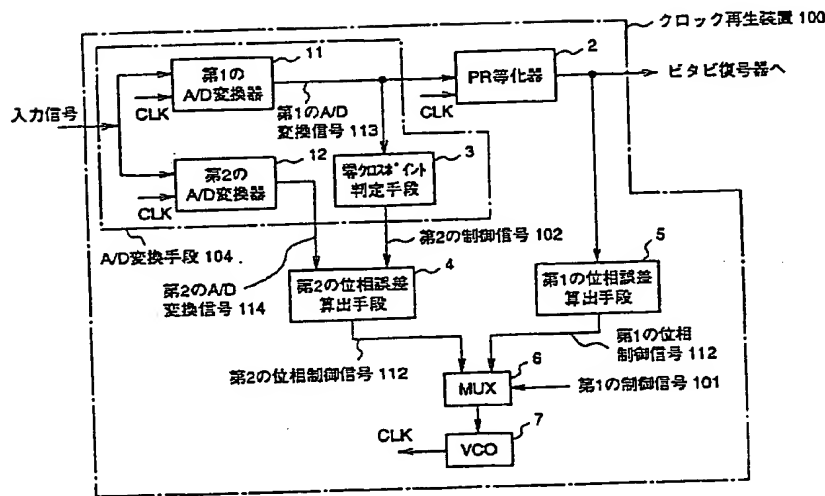 クロック再生装置 100
11
第1の
A/D変換器
CLK
入力信号
第1のA/D
変換信号 113
2
PR等化器
CLK
ビタビ復号器へ
12
第2の
A/D変換器
CLK
3
零クロスポイント
判定手段
A/D変換手段 104
第2のA/D
変換信号 114
第2の制御信号 102
4
第2の位相誤差
算出手段
5
第1の位相誤差
算出手段
第2の位相制御信号 112
第1の位相
制御信号 112
6
MUX
第1の制御信号 101
7
VCO
CLK